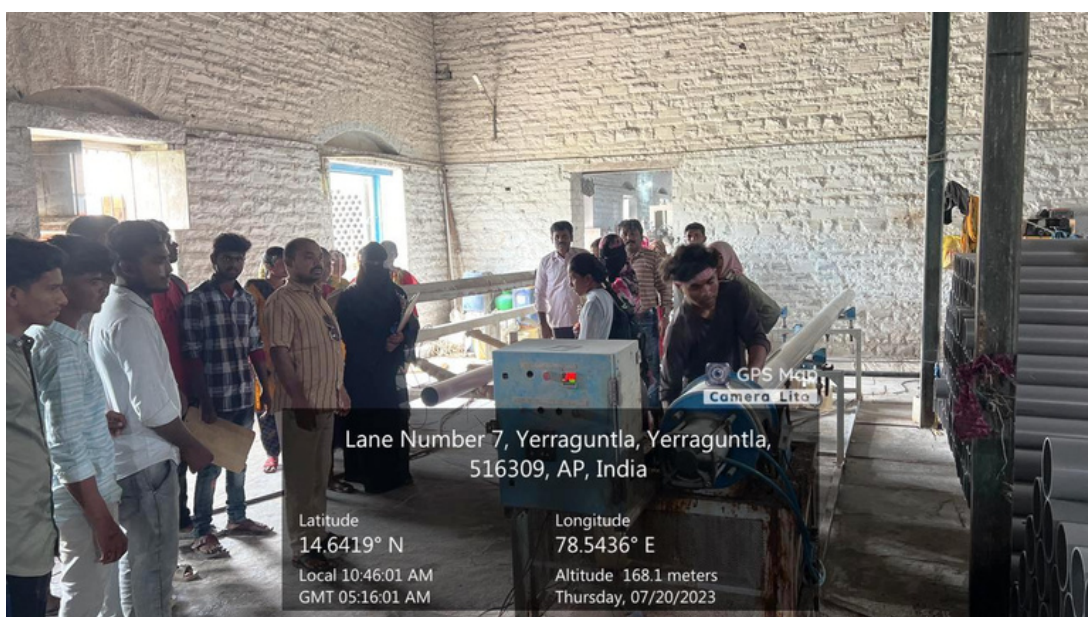 GPS Map
Camera Lite
Lane Number 7, Yerraguntla, Yerraguntla,
516309, AP, India
Latitude
14.6419° N
Longitude
78.5436° E
Local 10:46:01 AM
GMT 05:16:01 AM
Altitude 168.1 meters
Thursday, 07/20/2023